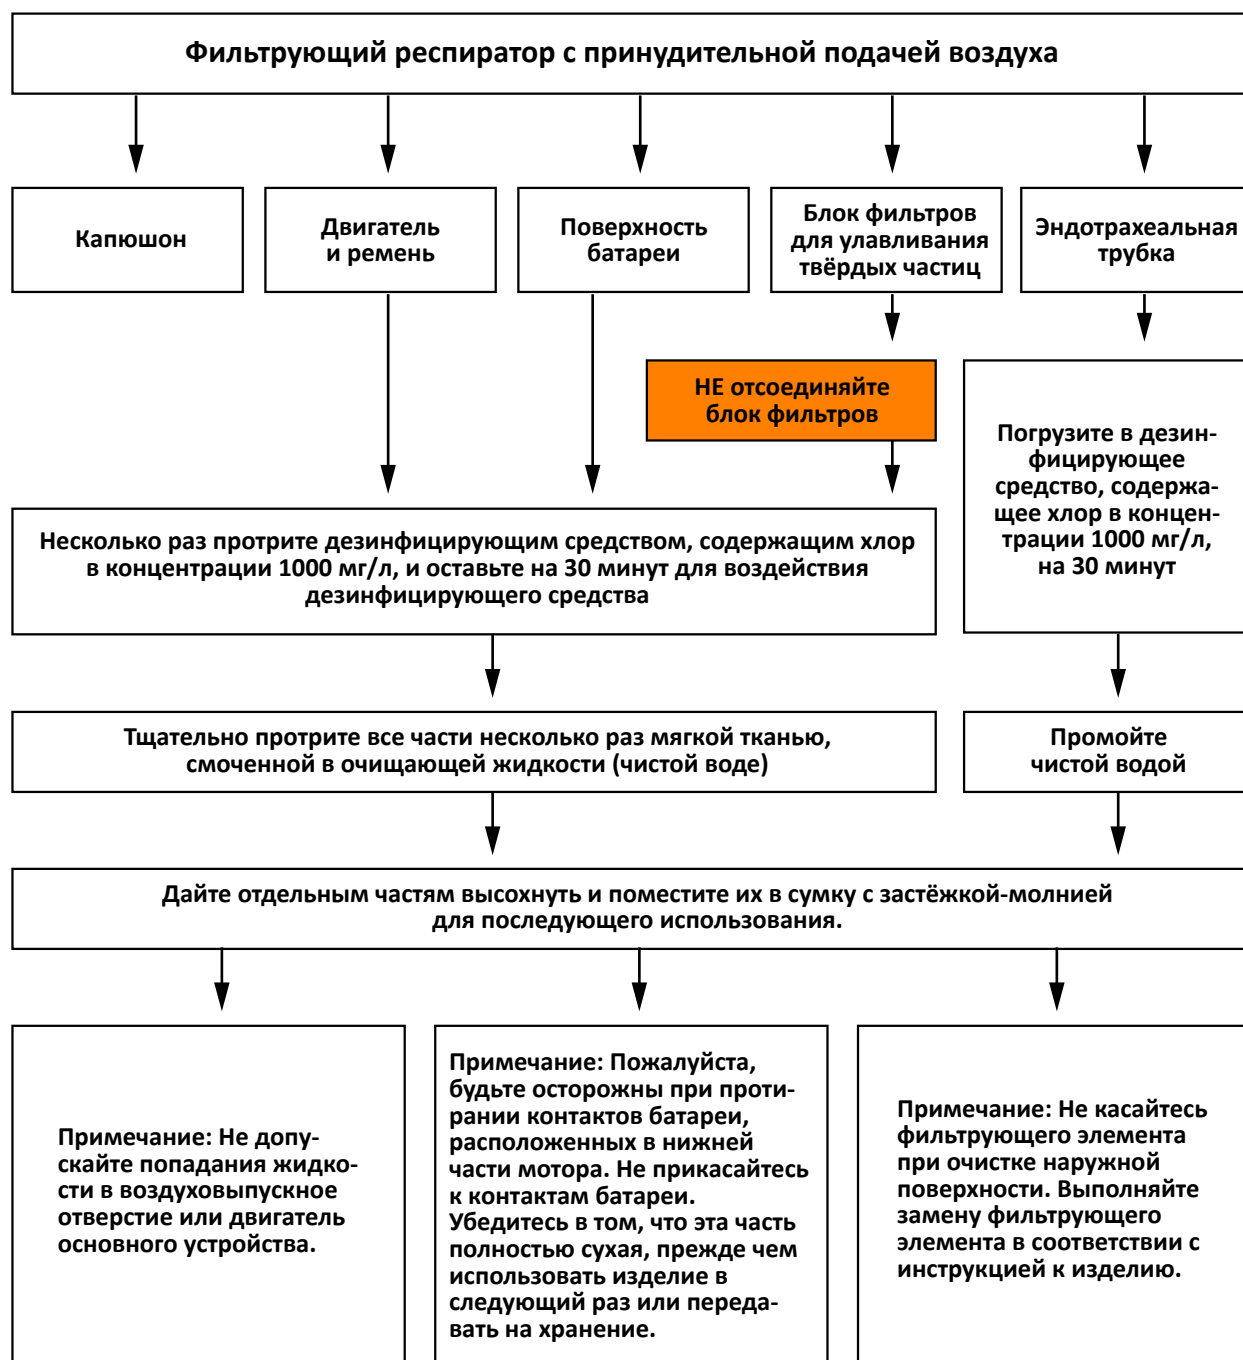 Фильтрующий респиратор с принудительной подачей воздуха
Капюшон
Двигатель
и ремень
Поверхность
батареи
Блок фильтров
для улавливания
твёрдых частиц
Эндотрахеальная
трубка
НЕ отсоединяйте
блок фильтров
Погрузите в дезин-
фицирующее
средство, содержа-
щее хлор в концен-
трации 1000 мг/л,
на 30 минут
Несколько раз протрите дезинфицирующим средством, содержащим хлор
в концентрации 1000 мг/л, и оставьте на 30 минут для воздействия
дезинфицирующего средства
Тщательно протрите все части несколько раз мягкой тканью,
смоченной в очищающей жидкости (чистой воде)
Промойте
чистой водой
Дайте отдельным частям высохнуть и поместите их в сумку с застёжкой-молнией
для последующего использования.
Примечание: Не допу-
скайте попадания жидко-
сти в воздуховыпускное
отверстие или двигатель
основного устройства.
Примечание: Пожалуйста,
будьте осторожны при проти-
рании контактов батареи,
расположенных в нижней
части мотора. Не прикасайтесь
к контактам батареи.
Убедитесь в том, что эта часть
полностью сухая, прежде чем
использовать изделие в
следующий раз или переда-
вать на хранение.
Примечание: Не касайтесь
фильтрующего элемента
при очистке наружной
поверхности. Выполняйте
замену фильтрующего
элемента в соответствии с
инструкцией к изделию.